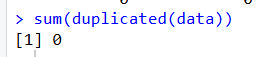 > sum(duplicated(data))
[1] 0